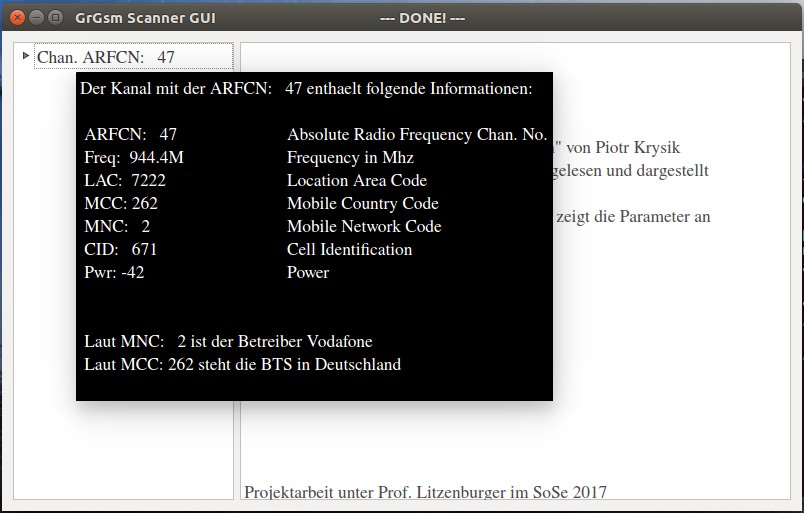 GrGsm Scanner GUI --- DONE! ---
Chan. ARFCN: 47
Der Kanal mit der ARFCN: 47 enthaelt folgende Informationen:
ARFCN: 47 Absolute Radio Frequency Chan. No.
Freq: 944.4M Frequency in Mhz
LAC: 7222 Location Area Code
MCC: 262 Mobile Country Code
MNC: 2 Mobile Network Code
CID: 671 Cell Identification
Pwr: -42 Power
Laut MNC: 2 ist der Betreiber Vodafone
Laut MCC: 262 steht die BTS in Deutschland
" von Piotr Krysik
gelesen und dargestellt
zeigt die Parameter an
Projektarbeit unter Prof. Litzenburger im SoSe 2017